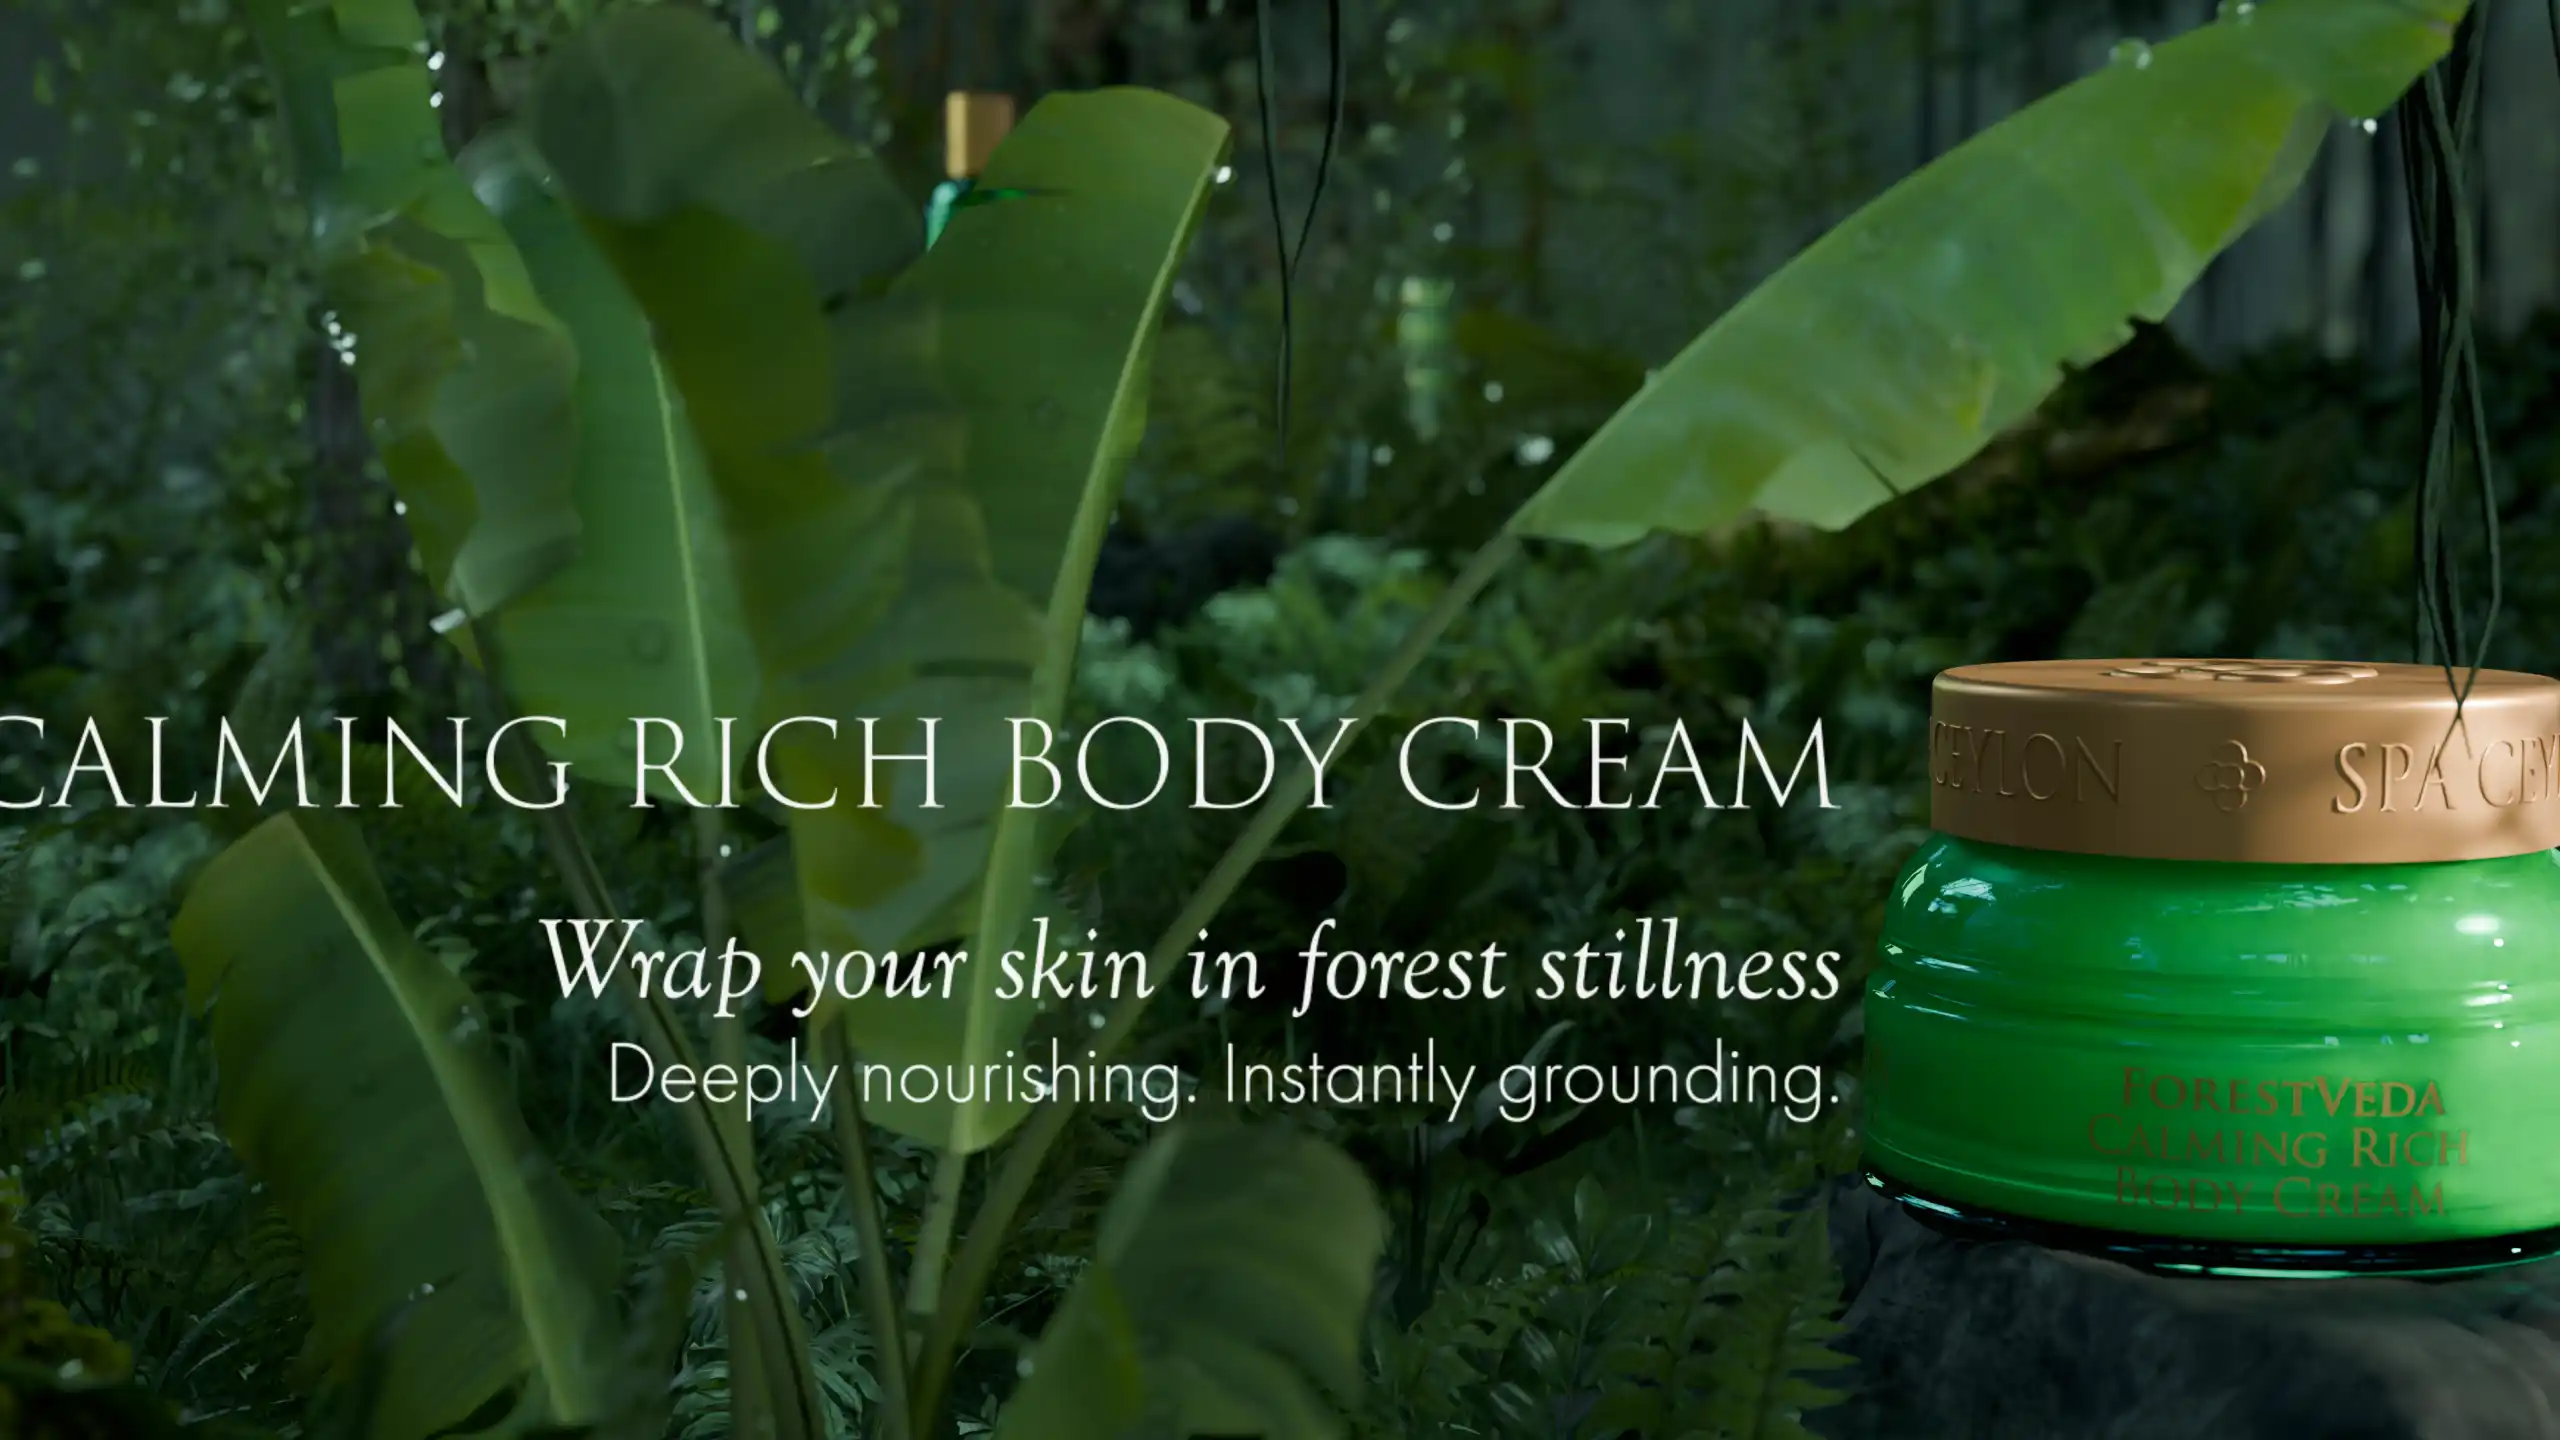 CALMING RICH BODY CREAM
Wrap your skin in forest stillness
Deeply nourishing. Instantly grounding.
CEYLON SPA CEY
FORESTVEDA
CALMING RICH
BODY CREAM